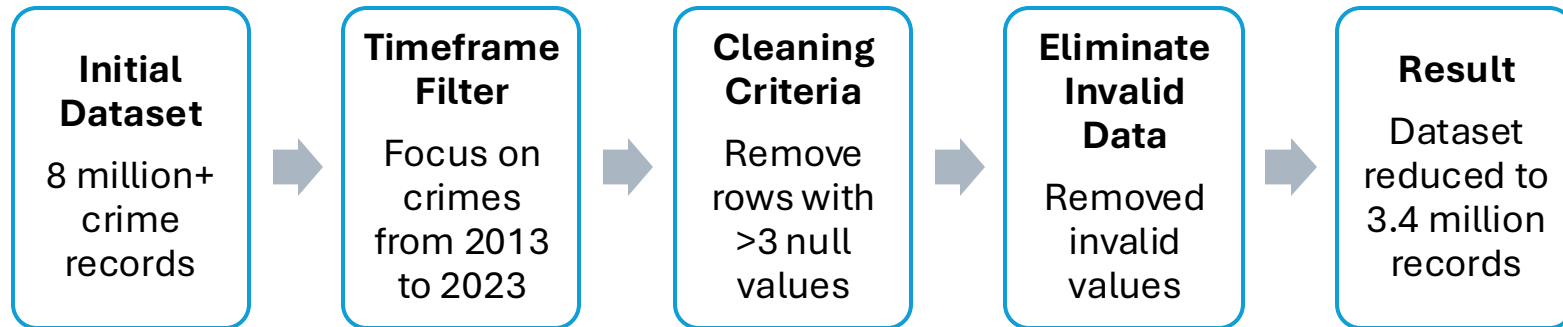 Initial
Dataset
8 million+
crime
records
Timeframe
Filter
Focus on
crimes
from 2013
to 2023
Cleaning
Criteria
Remove
rows with
>3 null
values
Eliminate
Invalid
Data
Removed
invalid
values
Result
Dataset
reduced to
3.4 million
records